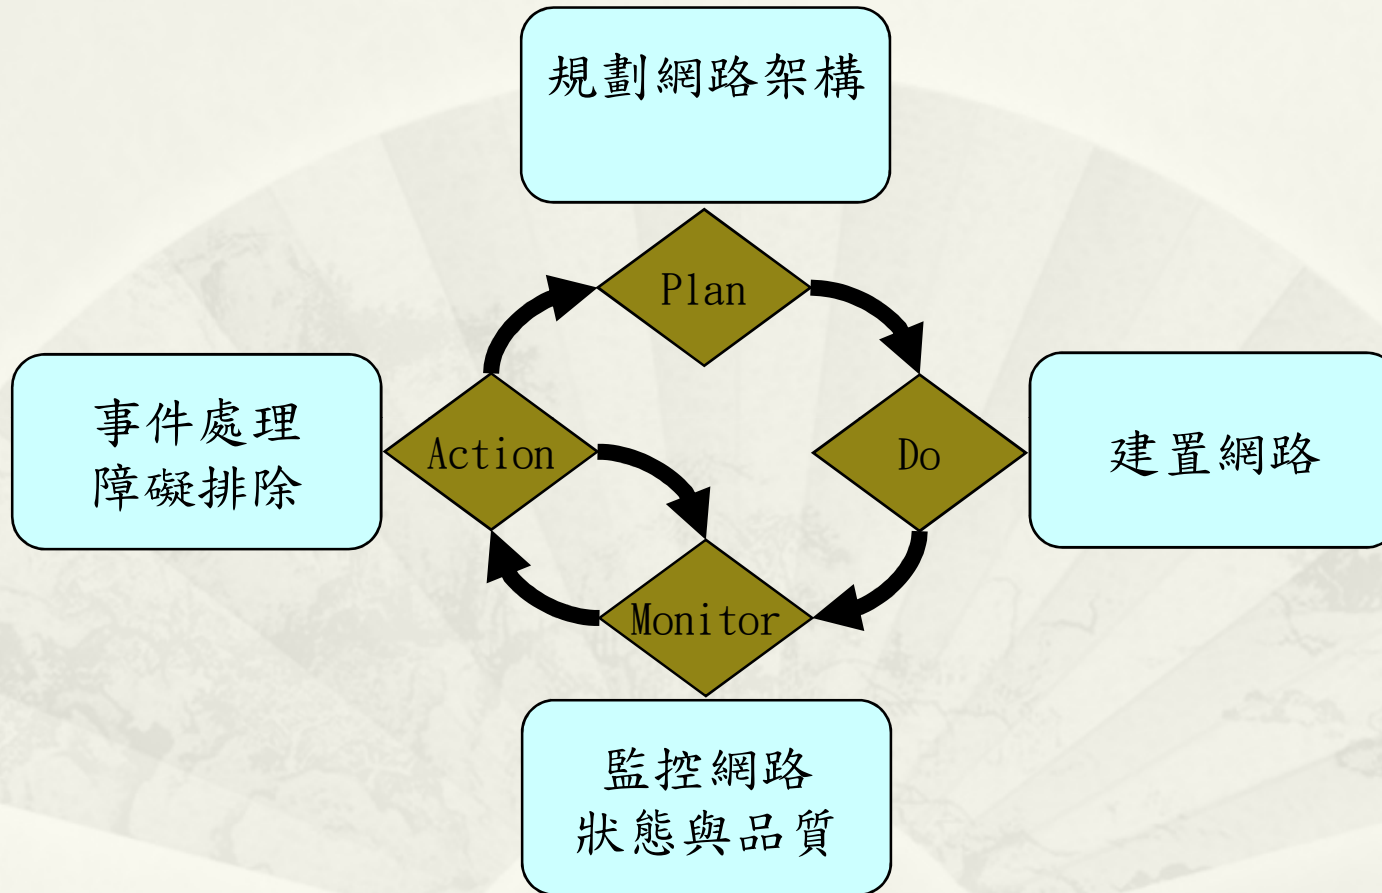 規劃網路架構
Plan
事件處理
障礙排除
Action
Do
建置網路
Monitor
監控網路
狀態與品質